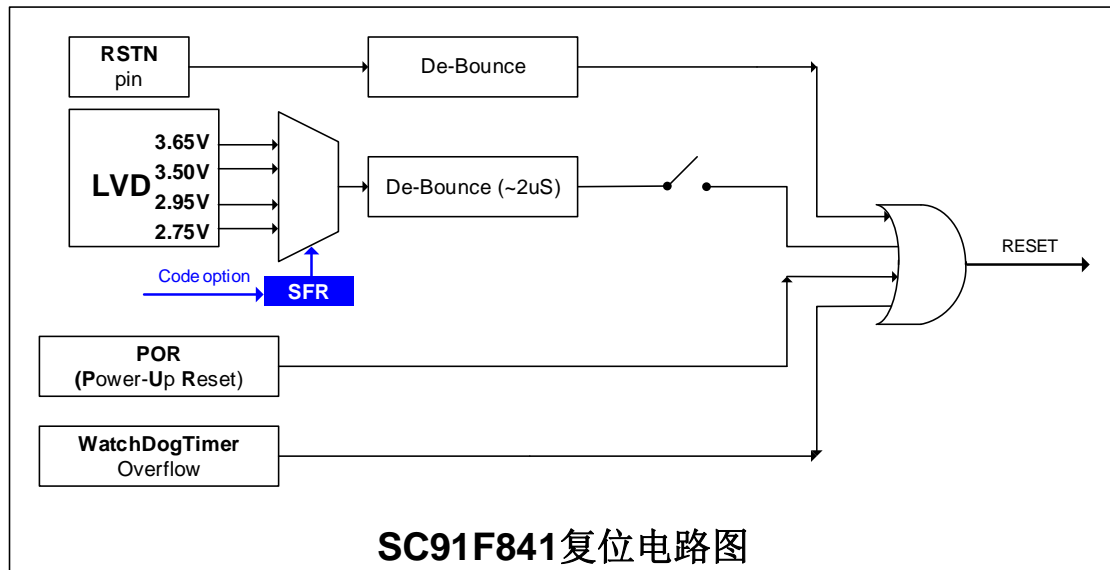 RSTN
pin
De-Bounce
LVD
3.65V
3.50V
2.95V
2.75V
De-Bounce (~2uS)
RESET
Code option
SFR
POR
(Power-Up Reset)
WatchDogTimer
Overflow
SC91F841复位电路图